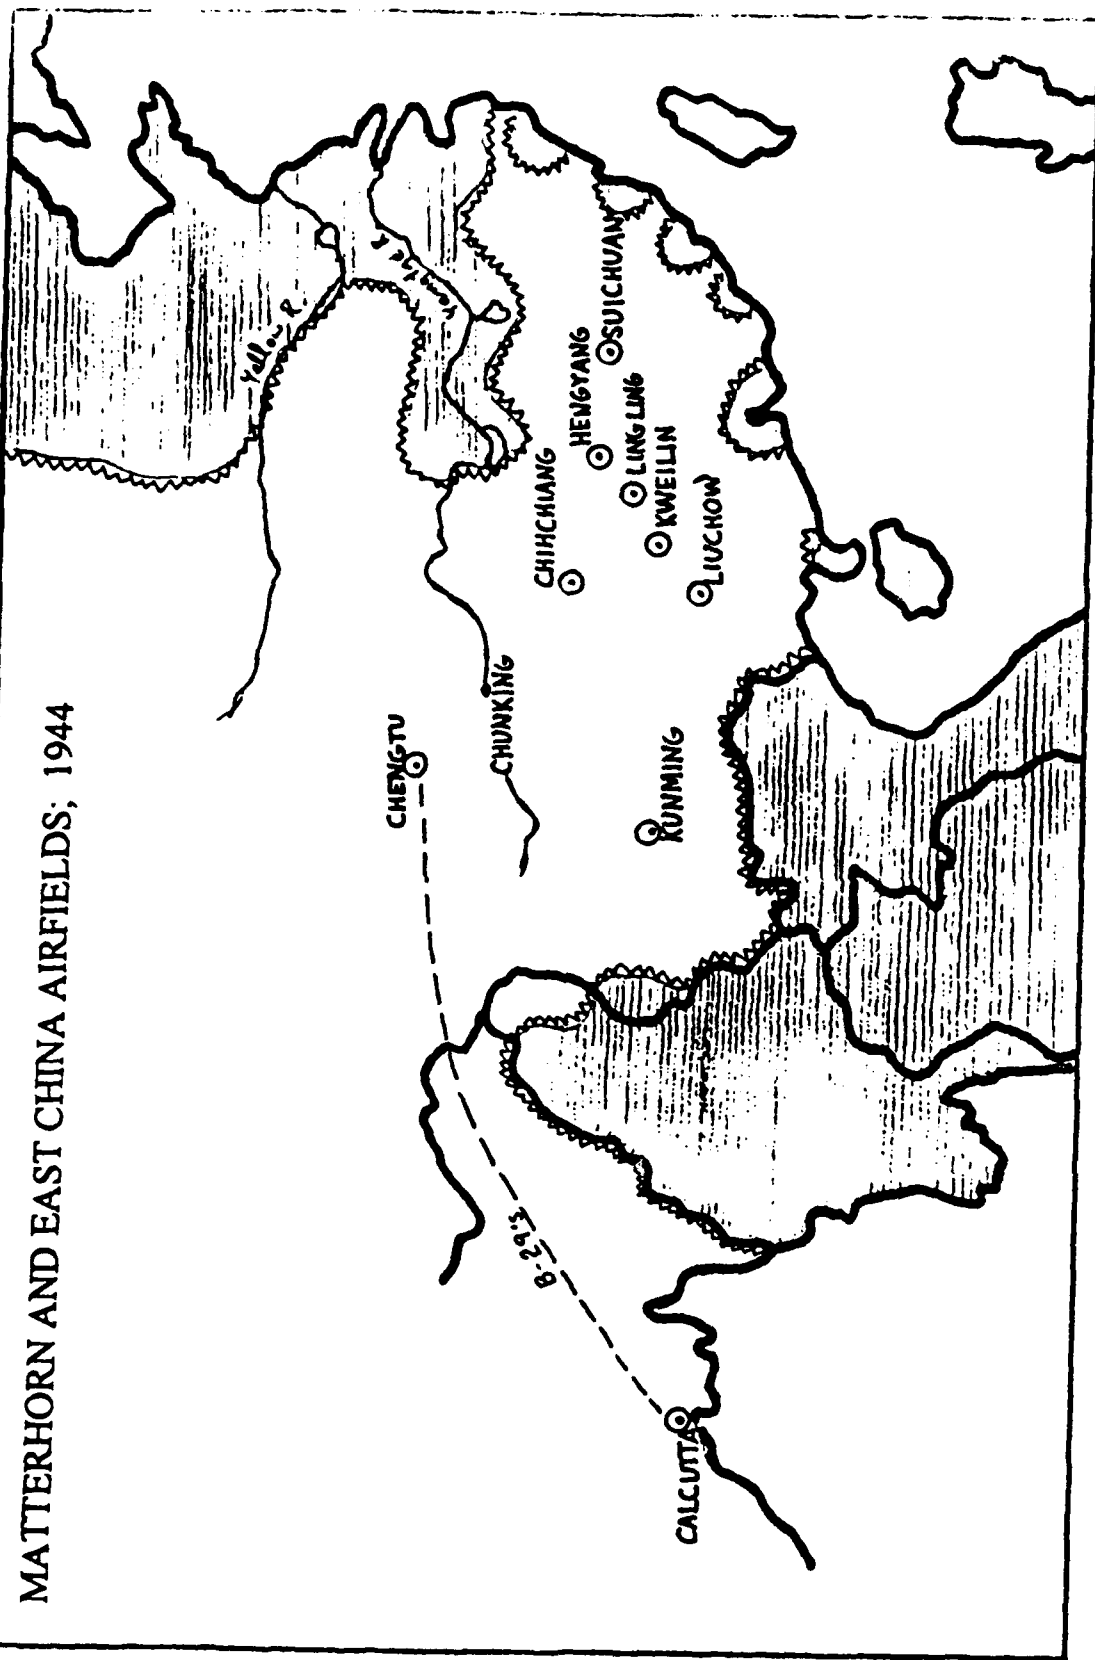 MATTERHORN AND EAST CHINA AIRFIELDS; 1944
Yellow R.
Yangtze R.
CHENGTU
CHUNKING
CHIHCHIANG
HENGYANG
SUICHUAN
LING LING
KWEILIN
LIUCHOW
KUNMING
B-29's
CALCUTTA